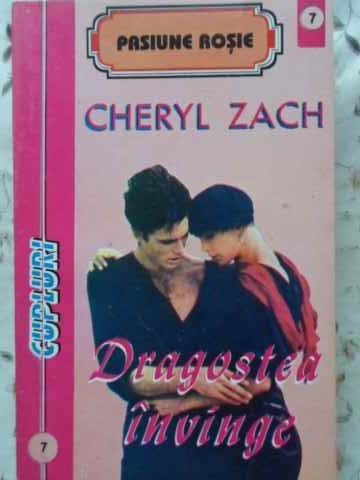 PASIUNE ROȘIE
7
CHERYL ZACH
CUPLURI
Dragostea
învinge
7